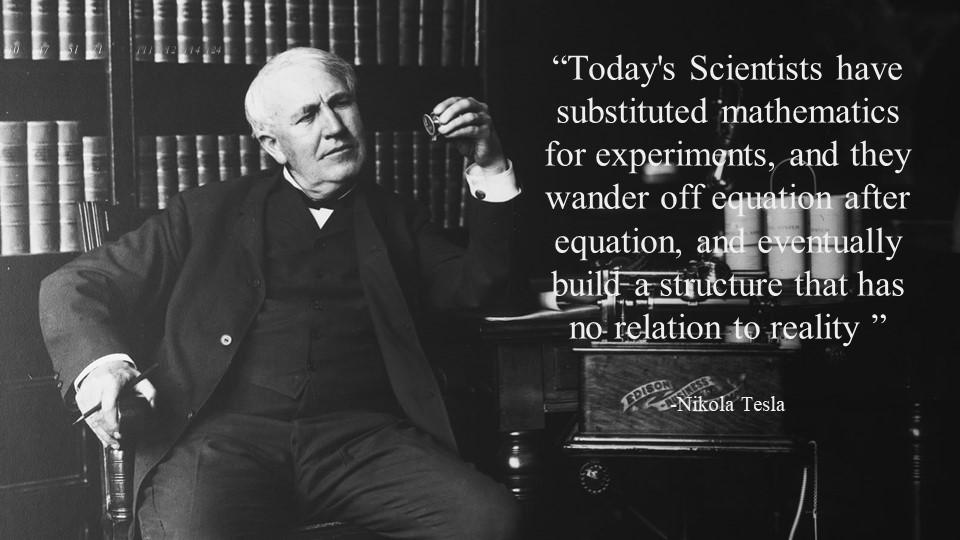 “Today's Scientists have
substituted mathematics
for experiments, and they
wander off equation after
equation, and eventually
build a structure that has
no relation to reality ”
-Nikola Tesla
EDISON
BUSINESS